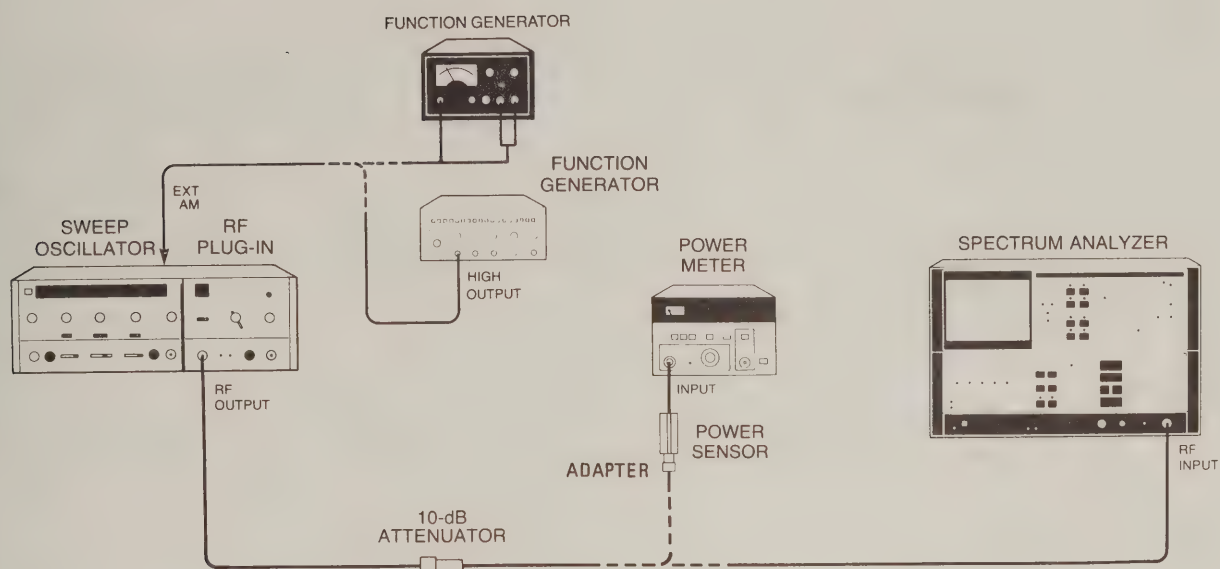 FUNCTION GENERATOR
FUNCTION
GENERATOR
EXT
AM
SWEEP
OSCILLATOR
RF
PLUG-IN
HIGH
OUTPUT
POWER
METER
SPECTRUM ANALYZER
RF
OUTPUT
INPUT
POWER
SENSOR
ADAPTER
RF
INPUT
10-dB
ATTENUATOR